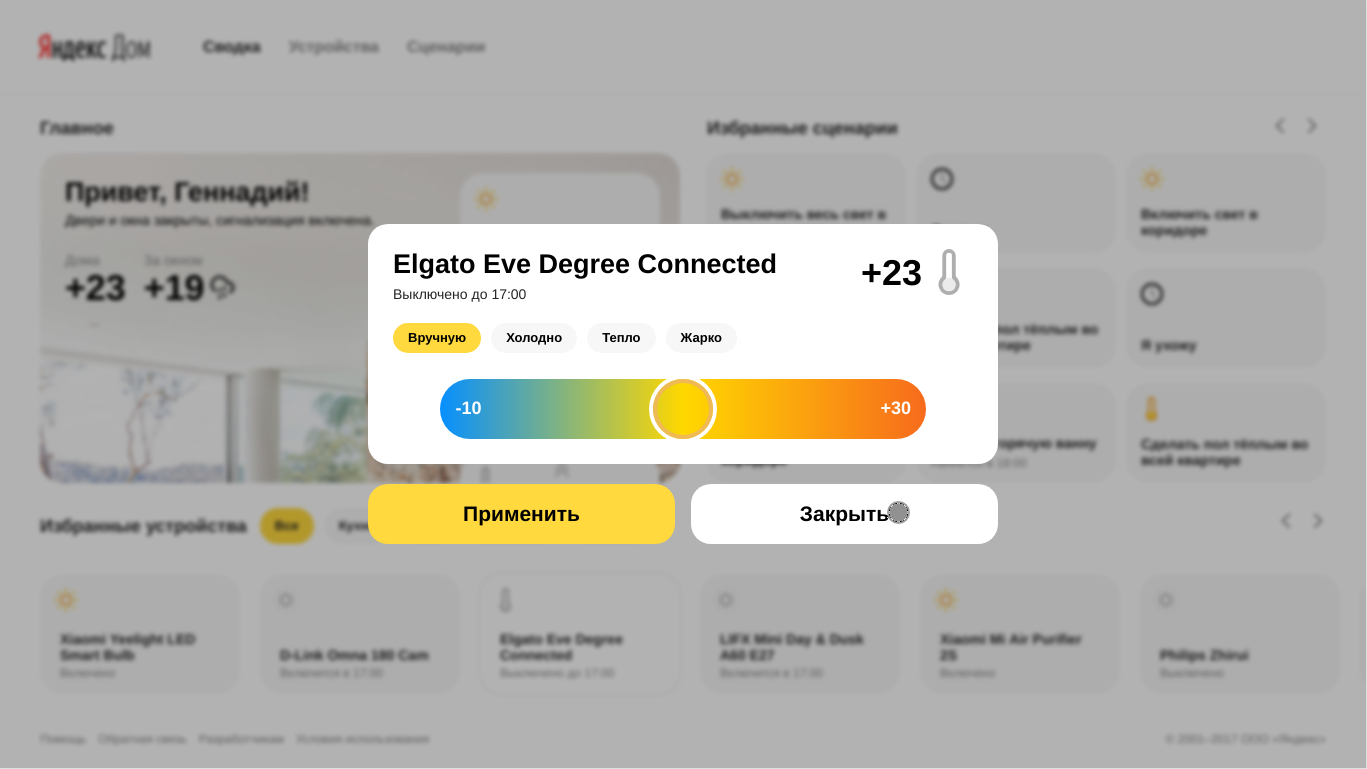 Яндекс Дом
Сводка Устройства Сценарии
Главное
Избранные сценарии
Привет, Геннадий!
Двери и окна закрыты, сигнализация включена.
Дома За окном
+23 +19
Выключить весь свет в
Включить свет в
коридоре
Elgato Eve Degree Connected
Выключено до 17:00
+23
Вручную Холодно Тепло Жарко
-10 +30
пол тёплым во
Я ухожу
горячую ванну
Сделать пол тёплым во
всей квартире
Применить Закрыть
Избранные устройства Все
Xiaomi Yeelight LED
Smart Bulb
Включено
D-Link Omna 180 Cam
Включится в 17:00
Elgato Eve Degree
Connected
Выключено до 17:00
LIFX Mini Day & Dusk
A60 E27
Включится в 17:00
Xiaomi Mi Air Purifier
2S
Включено
Philips Zhirui
Выключено
Помощь Обратная связь Разработчикам Условия использования
© 2001–2017 ООО «Яндекс»